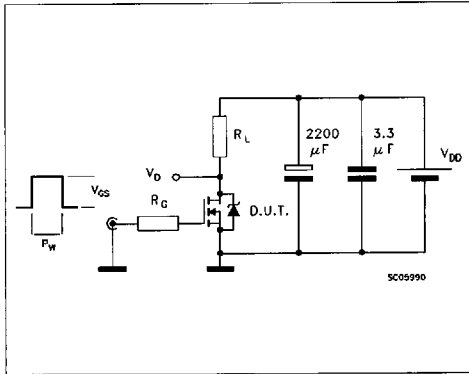 R_L
2200 µF
3.3 µF
V_DD
V_D
V_GS
R_G
D.U.T.
P_W
SC05990